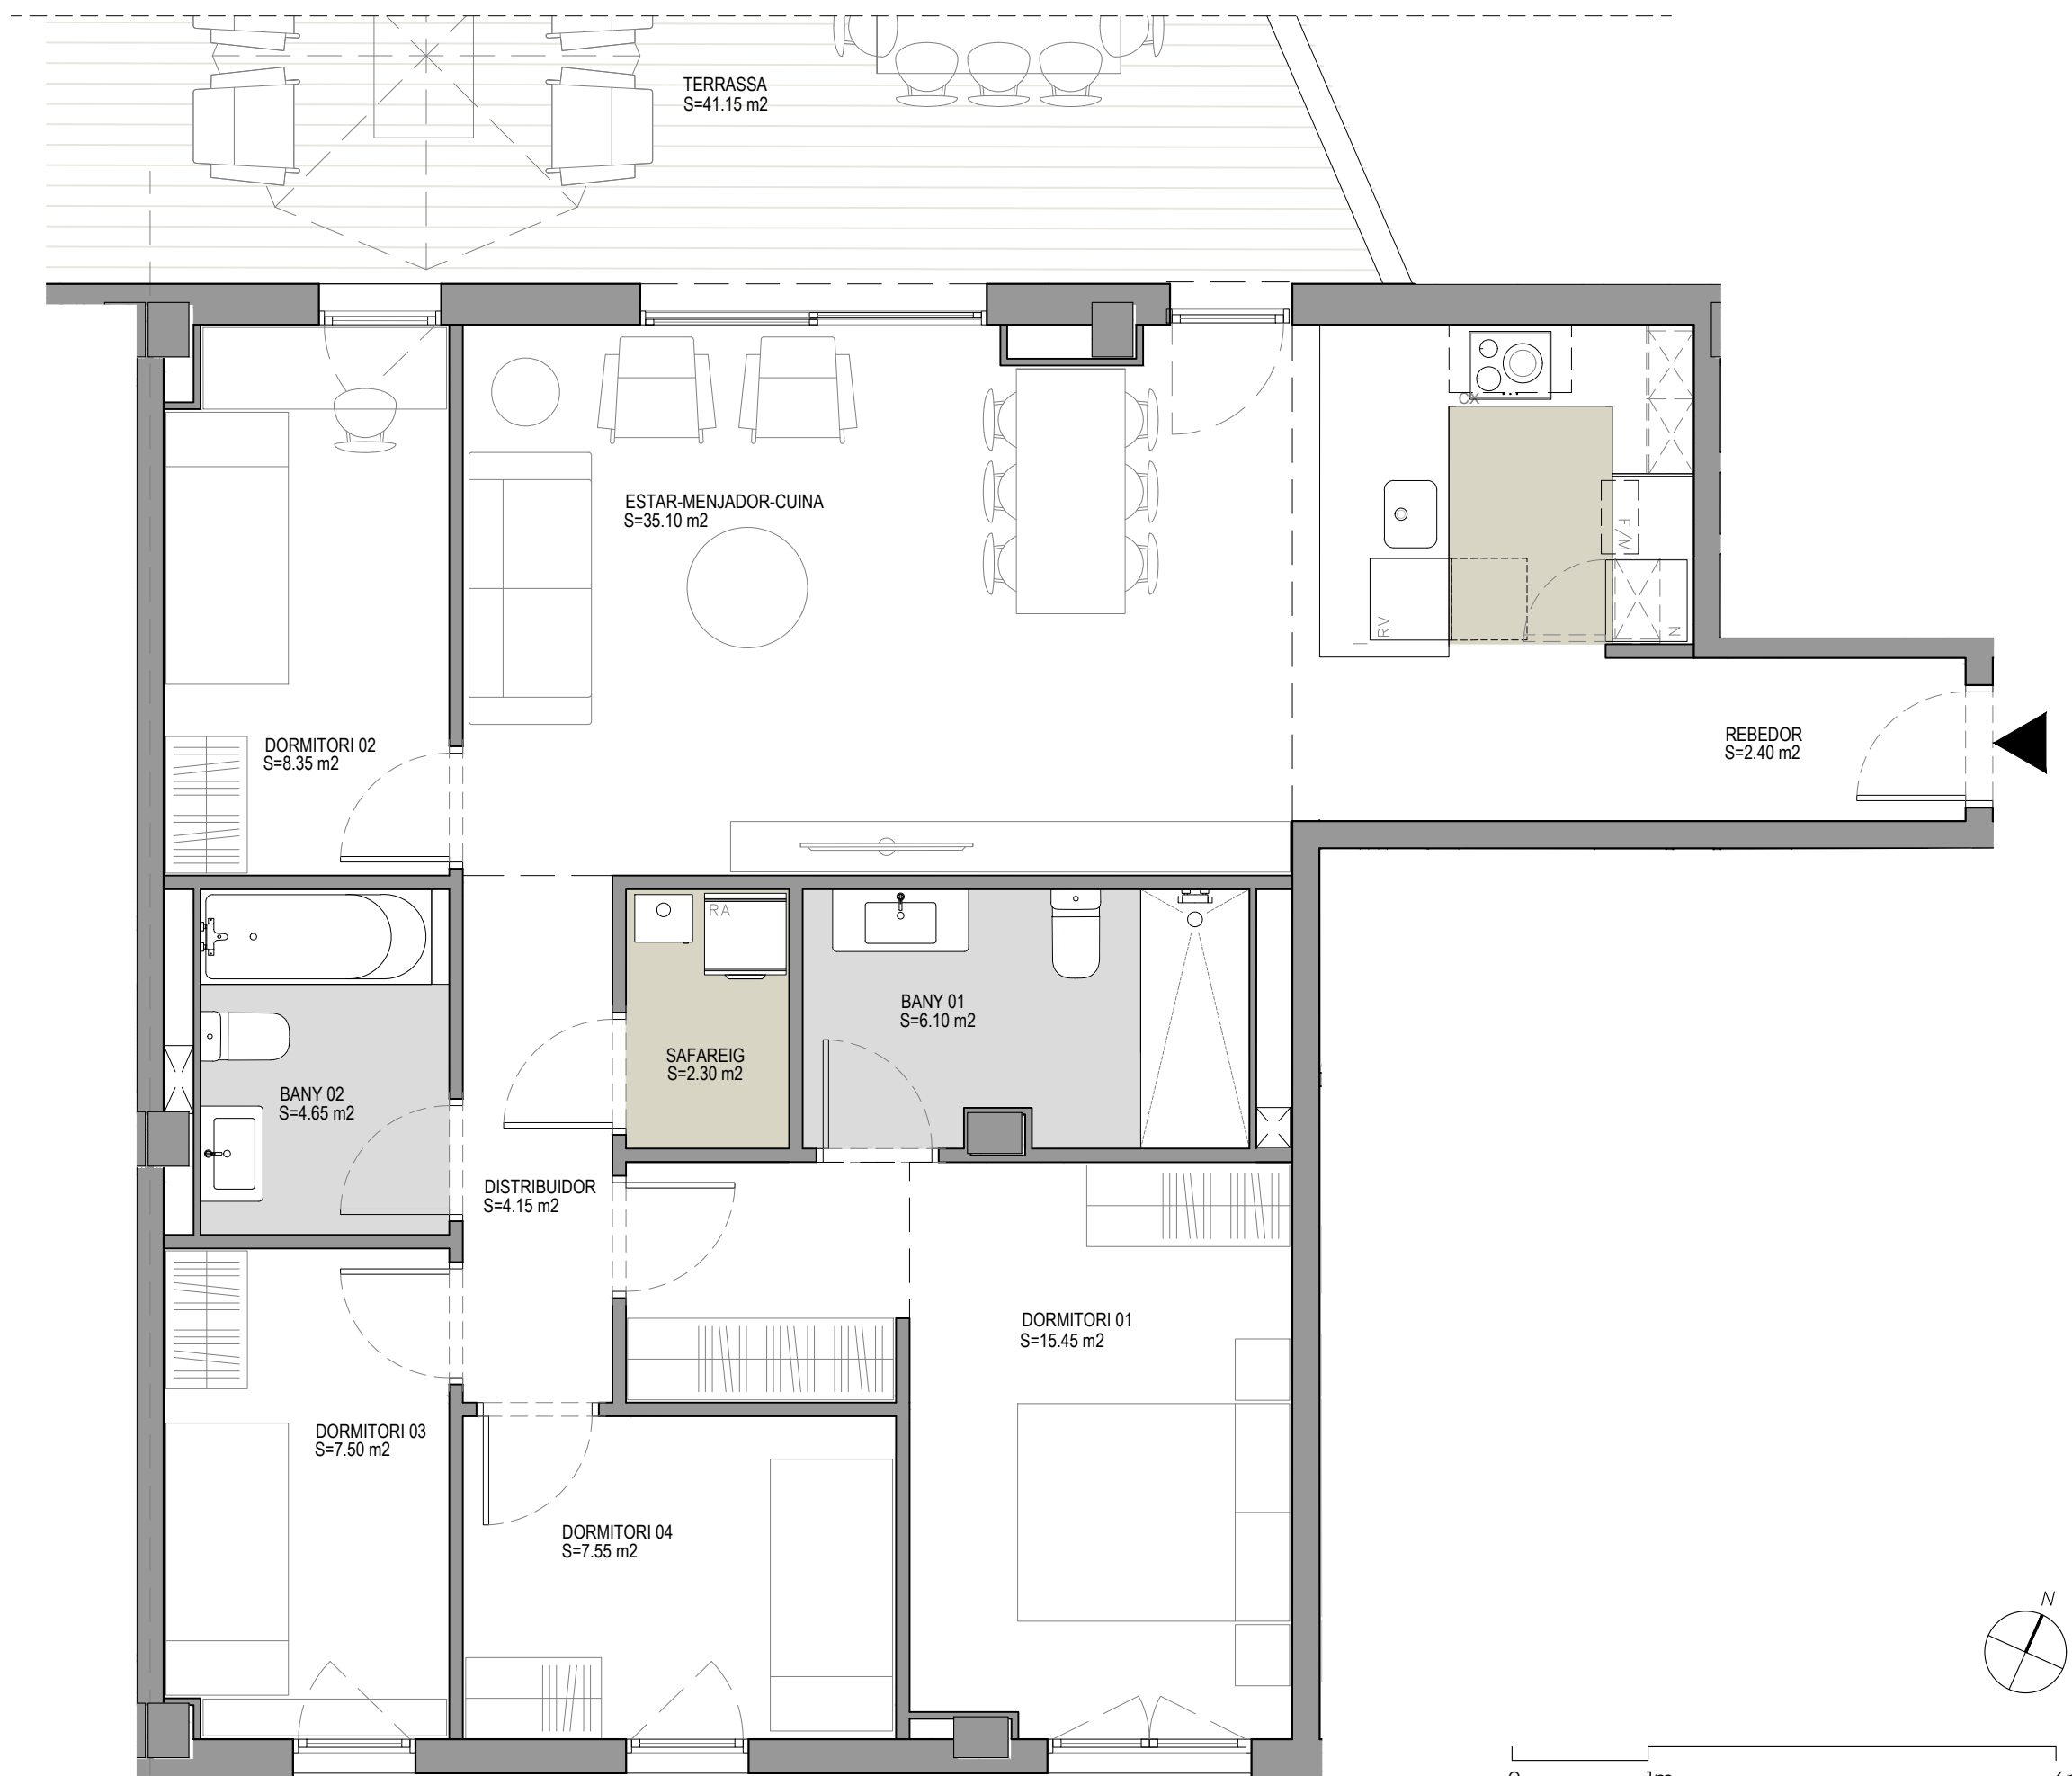 TERRASSA
S=41.15 m2
CX
ESTAR-MENJADOR-CUINA
S=35.10 m2
F/M
RV
N
REBEDOR
S=2.40 m2
DORMITORI 02
S=8.35 m2
RA
BANY 01
S=6.10 m2
SAFAREIG
S=2.30 m2
BANY 02
S=4.65 m2
DISTRIBUIDOR
S=4.15 m2
DORMITORI 01
S=15.45 m2
DORMITORI 03
S=7.50 m2
DORMITORI 04
S=7.55 m2
N